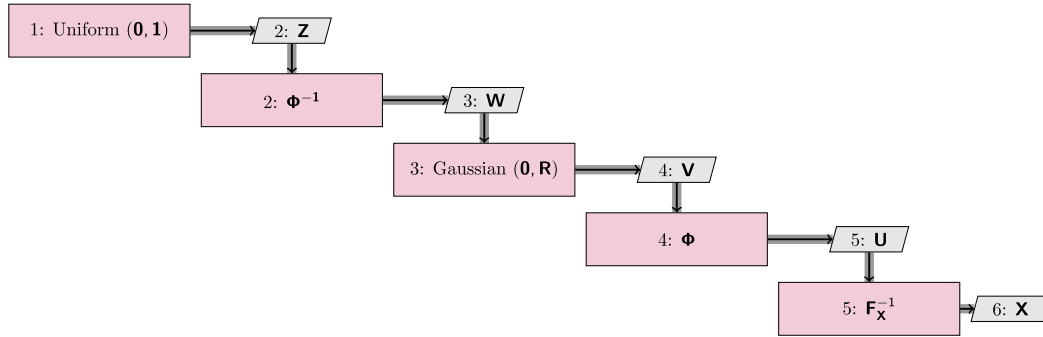 1: Uniform (0, 1)
2: Z
2: Φ⁻¹
3: W
3: Gaussian (0, R)
4: V
4: Φ
5: U
5: F_X⁻¹
6: X